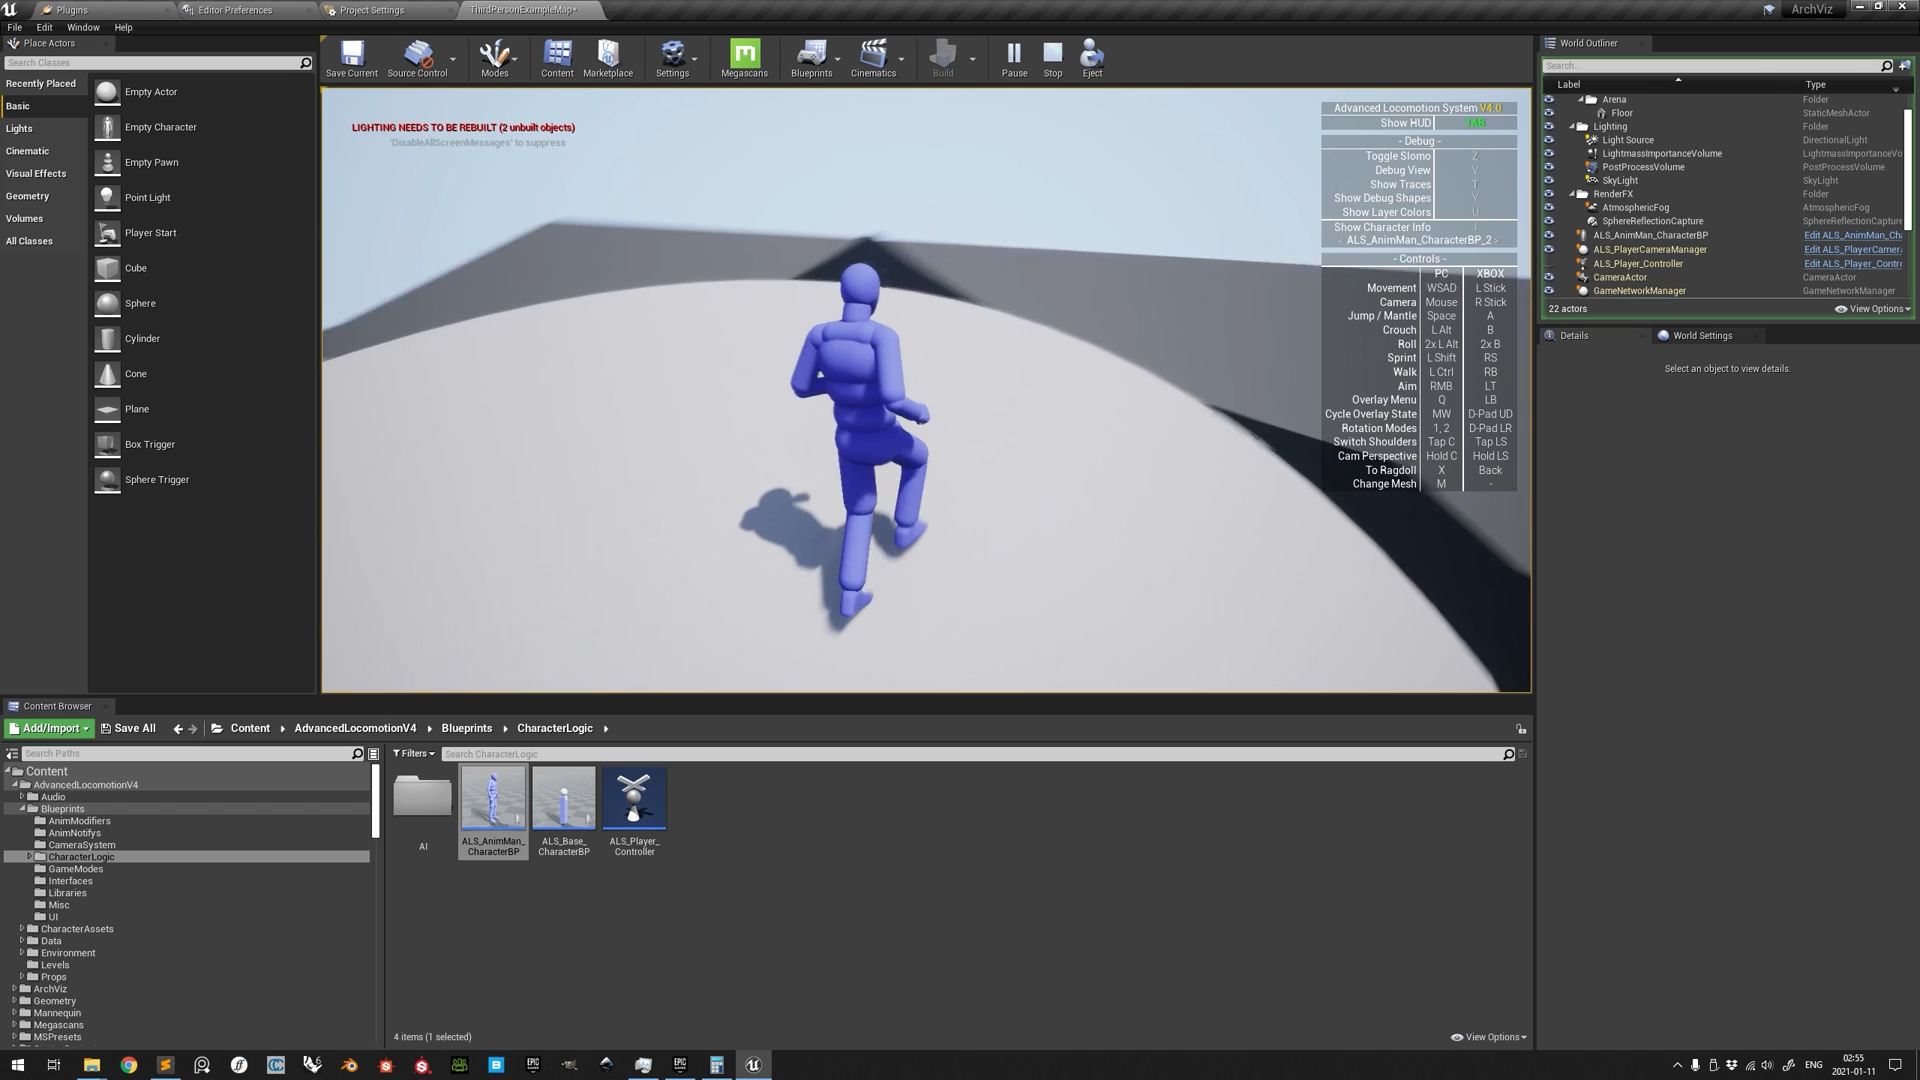 Plugins
Editor Preferences
Project Settings
ThirdPersonExampleMap*
ArchViz
File
Edit
Window
Help
Place Actors
Search Classes
Recently Placed
Basic
Lights
Cinematic
Visual Effects
Geometry
Volumes
All Classes
Empty Actor
Empty Character
Empty Pawn
Point Light
Player Start
Cube
Sphere
Cylinder
Cone
Plane
Box Trigger
Sphere Trigger
Save Current
Source Control
Modes
Content
Marketplace
Settings
Megascans
Blueprints
Cinematics
Build
Pause
Stop
Eject
LIGHTING NEEDS TO BE REBUILT (2 unbuilt objects)
'DisableAllScreenMessages' to suppress
Advanced Locomotion System V4.0
Show HUD TAB
- Debug -
Toggle Slomo Z
Debug View V
Show Traces T
Show Debug Shapes Y
Show Layer Colors U
Show Character Info I
< ALS_AnimMan_CharacterBP_2 >
- Controls -
PC XBOX
Movement WSAD L Stick
Camera Mouse R Stick
Jump / Mantle Space A
Crouch L Alt B
Roll 2x L Alt 2x B
Sprint L Shift RS
Walk L Ctrl RB
Aim RMB LT
Overlay Menu Q LB
Cycle Overlay State MW D-Pad UD
Rotation Modes 1, 2 D-Pad LR
Switch Shoulders Tap C Tap LS
Cam Perspective Hold C Hold LS
To Ragdoll X Back
Change Mesh M -
World Outliner
Search...
Label Type
Arena Folder
Floor StaticMeshActor
Lighting Folder
Light Source DirectionalLight
LightmassImportanceVolume LightmassImportanceVo
PostProcessVolume PostProcessVolume
SkyLight SkyLight
RenderFX Folder
AtmosphericFog AtmosphericFog
SphereReflectionCapture SphereReflectionCapture
ALS_AnimMan_CharacterBP Edit ALS_AnimMan_Ch
ALS_PlayerCameraManager Edit ALS_PlayerCamer
ALS_Player_Controller Edit ALS_Player_Contr
CameraActor CameraActor
GameNetworkManager GameNetworkManager
22 actors
View Options
Details
World Settings
Select an object to view details.
Content Browser
Add/Import
Save All
Content
AdvancedLocomotionV4
Blueprints
CharacterLogic
Search Paths
Filters
Search CharacterLogic
Content
AdvancedLocomotionV4
Audio
Blueprints
AnimModifiers
AnimNotifys
CameraSystem
CharacterLogic
GameModes
Interfaces
Libraries
Misc
UI
CharacterAssets
Data
Environment
Levels
Props
ArchViz
Geometry
Mannequin
Megascans
MSPresets
AI
ALS_AnimMan_
CharacterBP
ALS_Base_
CharacterBP
ALS_Player_
Controller
4 items (1 selected)
View Options
ENG
02:55
2021-01-11